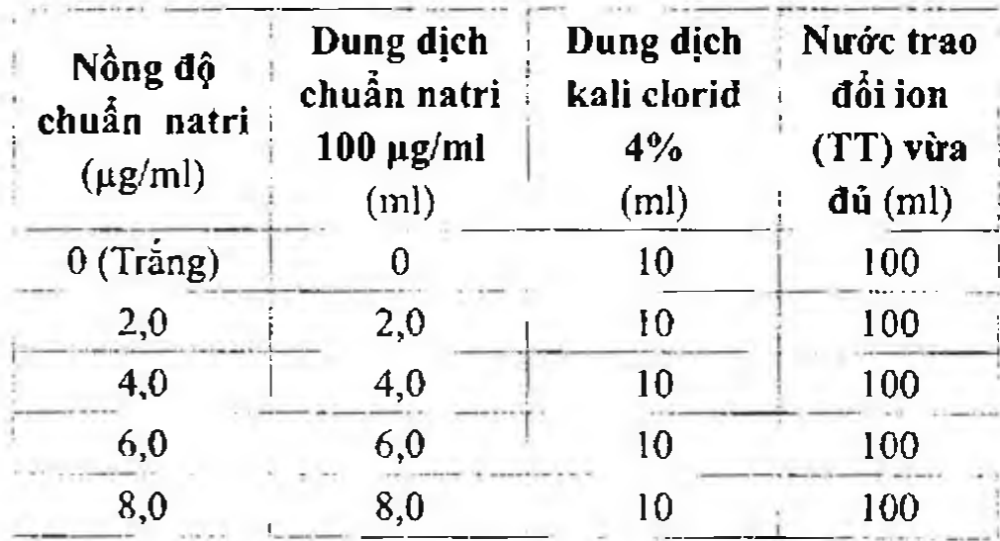 Nồng độ
chuẩn natri
(µg/ml)
Dung dịch
chuẩn natri
100 µg/ml
(ml)
Dung dịch
kali clorid
4%
(ml)
Nước trao
đổi ion
(TT) vừa
đủ (ml)
0 (Trắng) 0 10 100
2,0 2,0 10 100
4,0 4,0 10 100
6,0 6,0 10 100
8,0 8,0 10 100